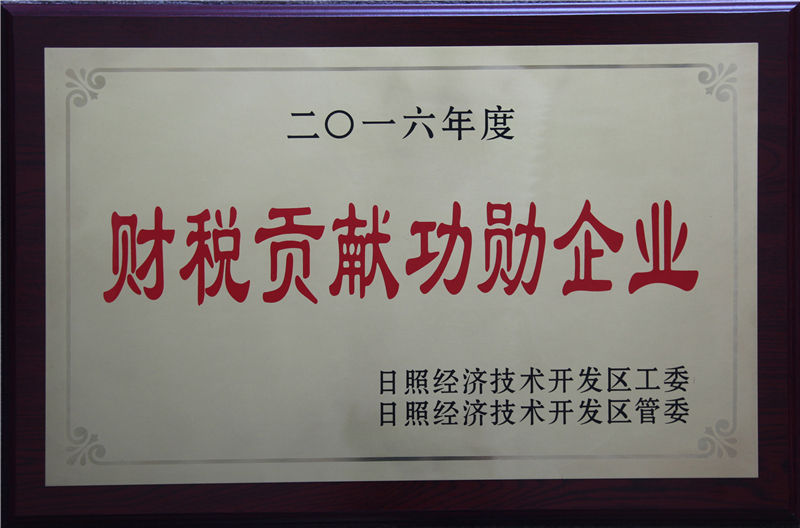 二〇一六年度
财税贡献功勋企业
日照经济技术开发区工委
日照经济技术开发区管委